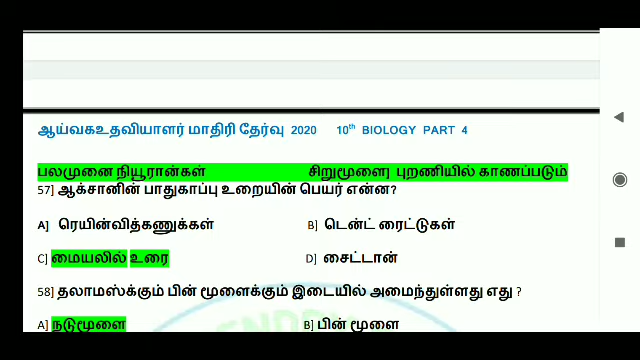 ஆய்வகஉதவியாளர் மாதிரி தேர்வு 2020 10th BIOLOGY PART 4
பலமுனை நியூரான்கள் சிறுமூளை] புறணியில் காணப்படும்
57] ஆக்சானின் பாதுகாப்பு உறையின் பெயர் என்ன?
A] ரெயின்வித்கணுக்கள் B] டென்ட் ரைட்டுகள்
C] மையலில் உரை D] சைட்டான்
58] தலாமஸ்க்கும் பின் மூளைக்கும் இடையில் அமைந்துள்ளது எது ?
A] நடுமூளை B] பின் மூளை